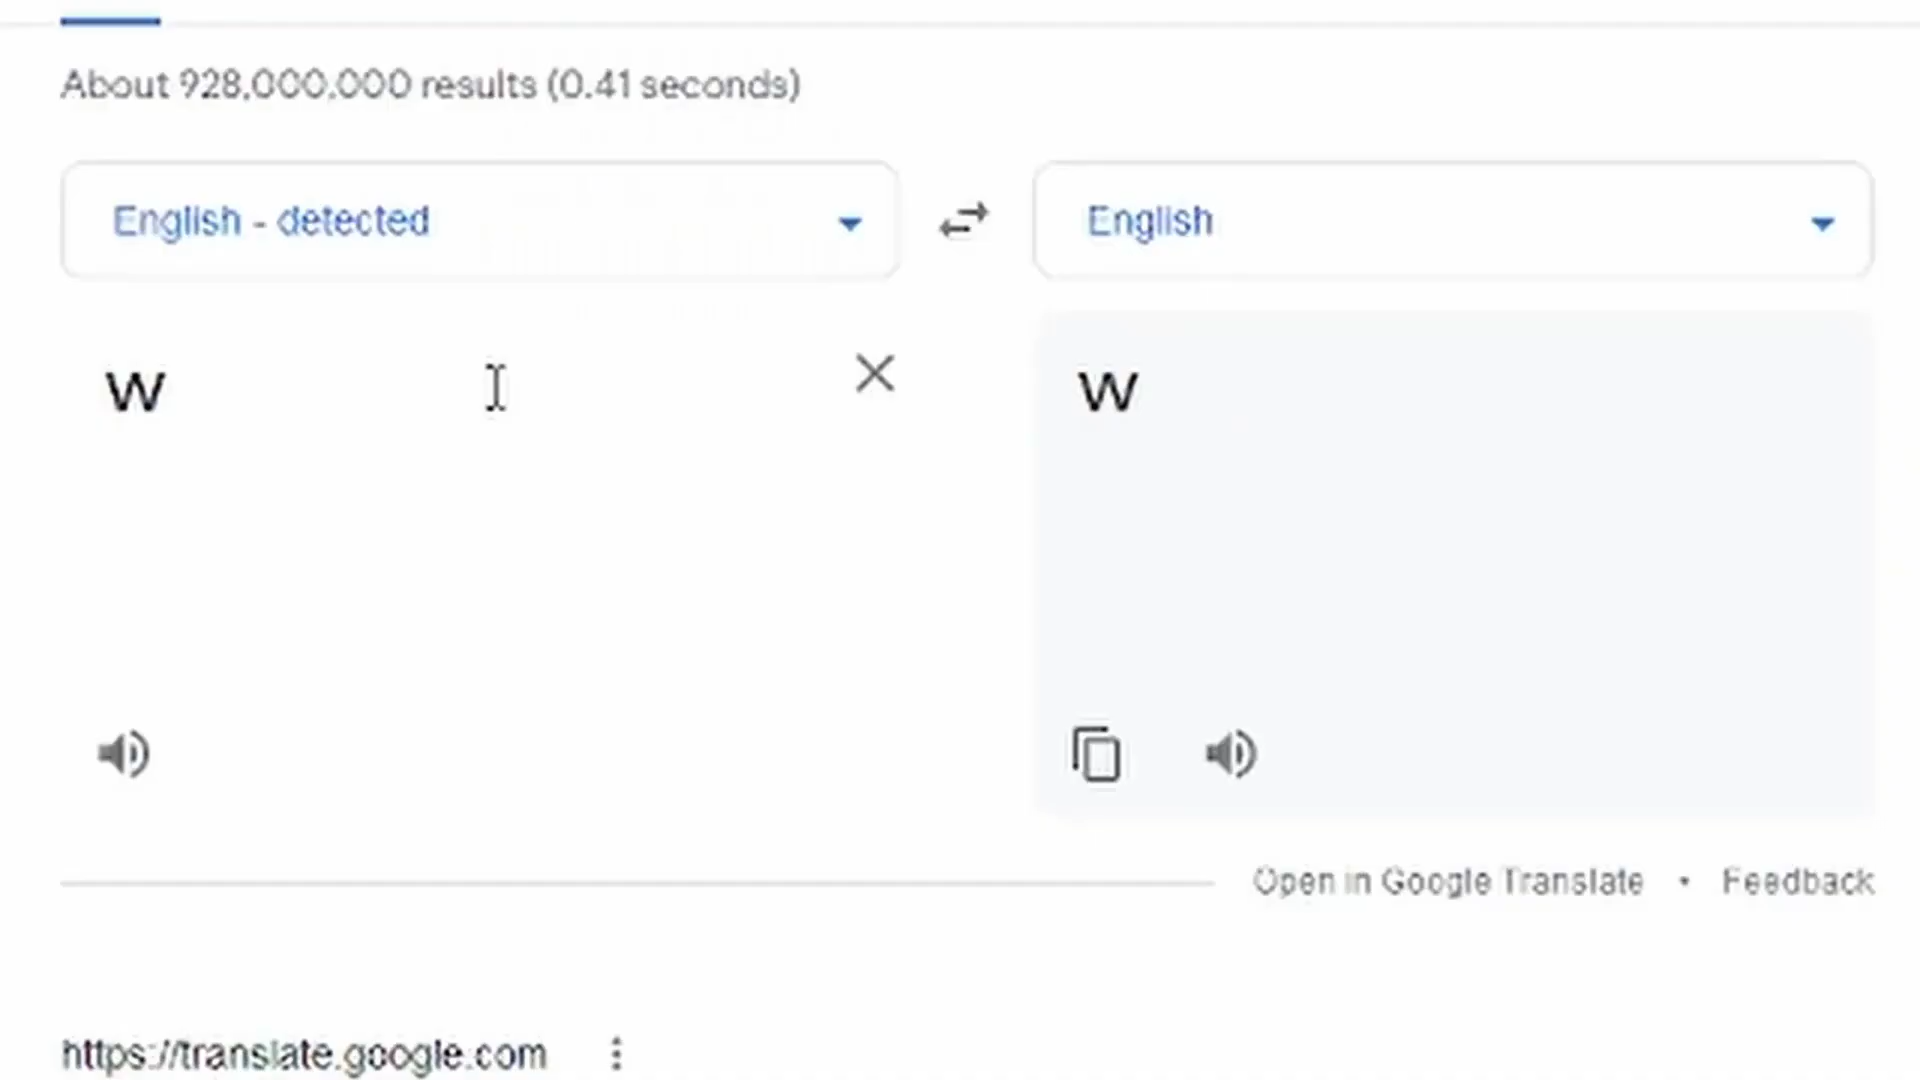 About 928,000,000 results (0.41 seconds)
English - detected
English
w
w
Open in Google Translate • Feedback
https://translate.google.com